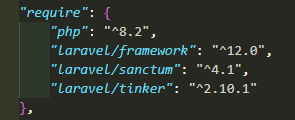 "require": {
"php": "^8.2",
"laravel/framework": "^12.0",
"laravel/sanctum": "^4.1",
"laravel/tinker": "^2.10.1"
},